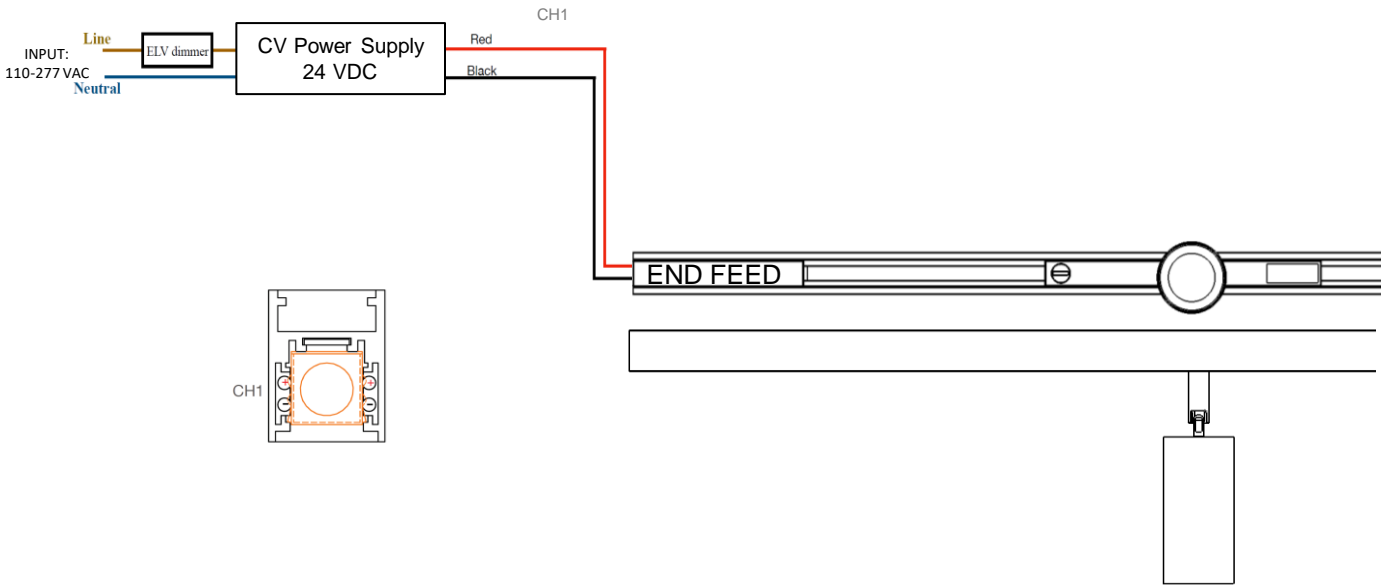 CH1
Line
INPUT:
110-277 VAC
Neutral
ELV dimmer
CV Power Supply
24 VDC
Red
Black
END FEED
CH1
+
+
-
-